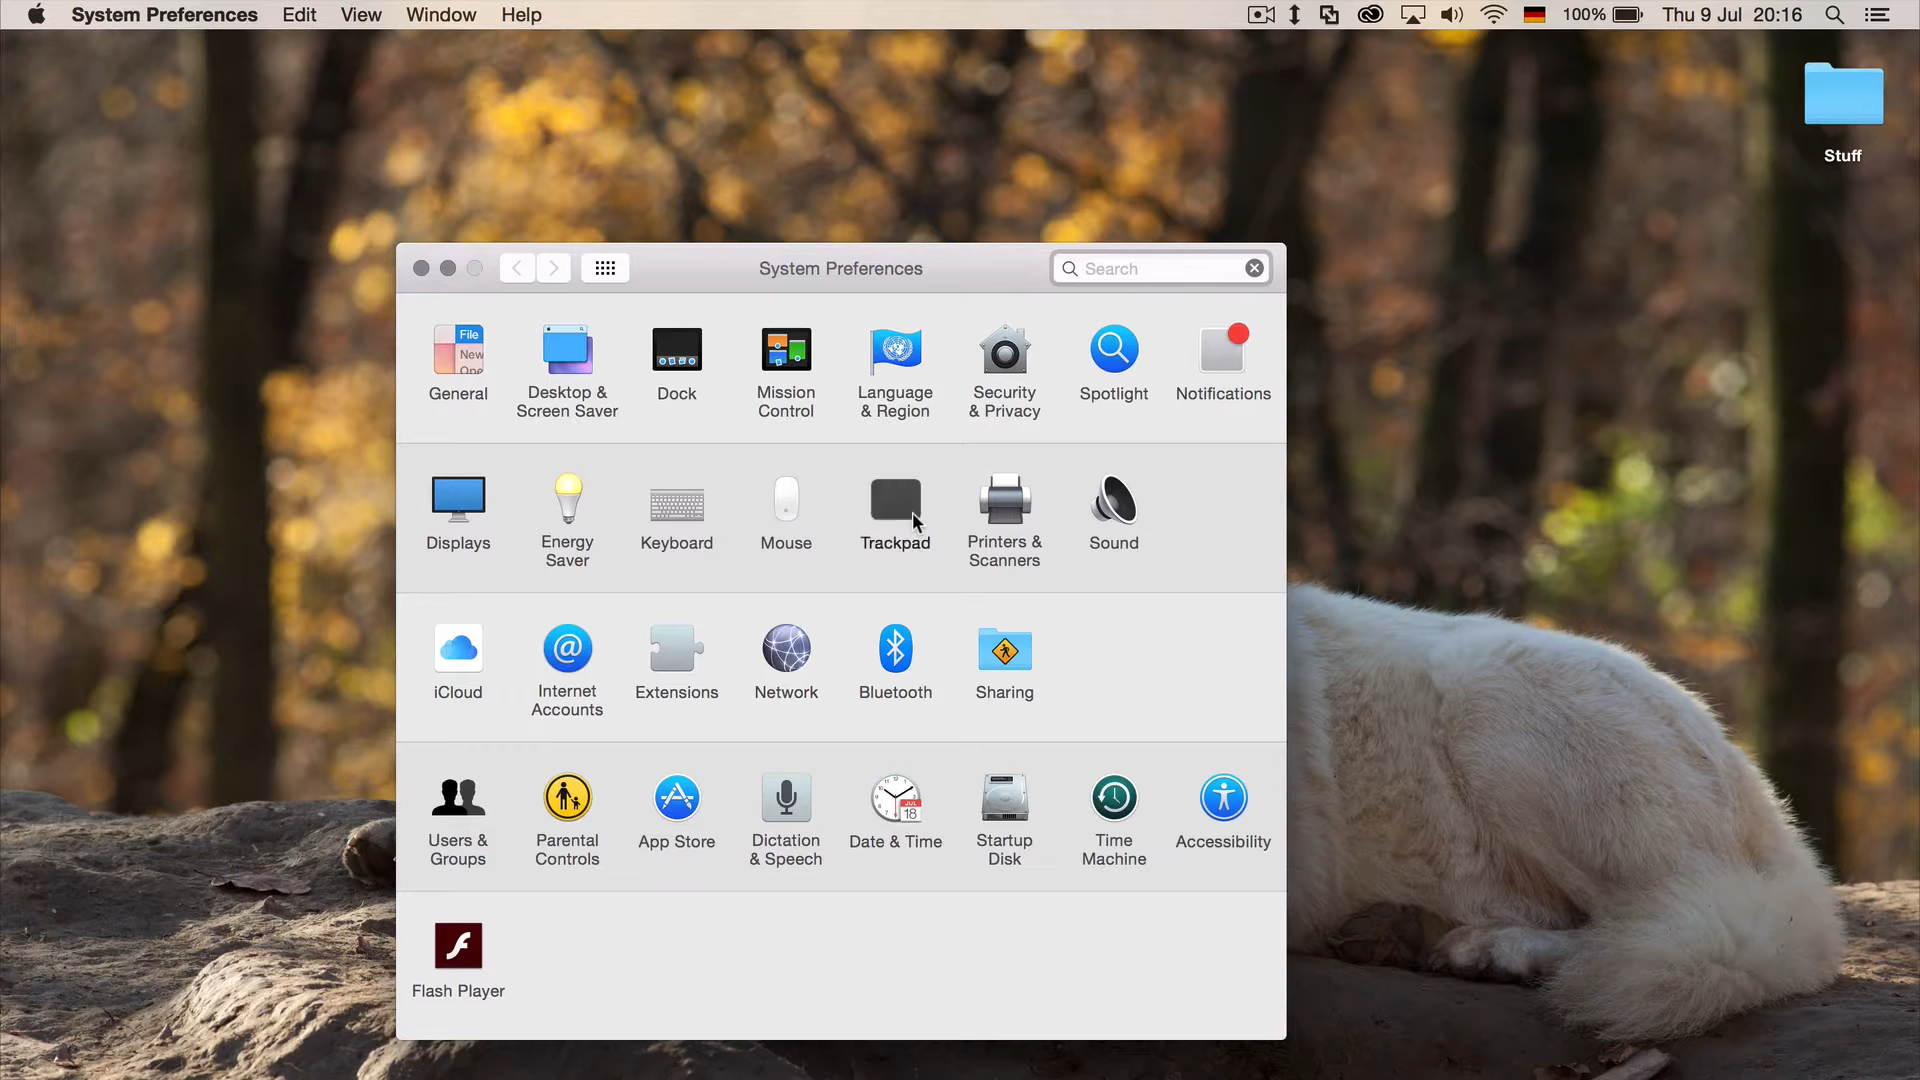 System Preferences Edit View Window Help 100% Thu 9 Jul 20:16
Stuff
System Preferences
Search
File
New
Ope
General
Desktop &
Screen Saver
Dock
Mission
Control
Language
& Region
Security
& Privacy
Spotlight
Notifications
Displays
Energy
Saver
Keyboard
Mouse
Trackpad
Printers &
Scanners
Sound
iCloud
@
Internet
Accounts
Extensions
Network
Bluetooth
Sharing
Users &
Groups
Parental
Controls
App Store
Dictation
& Speech
JUL
18
Date & Time
Startup
Disk
Time
Machine
Accessibility
Flash Player